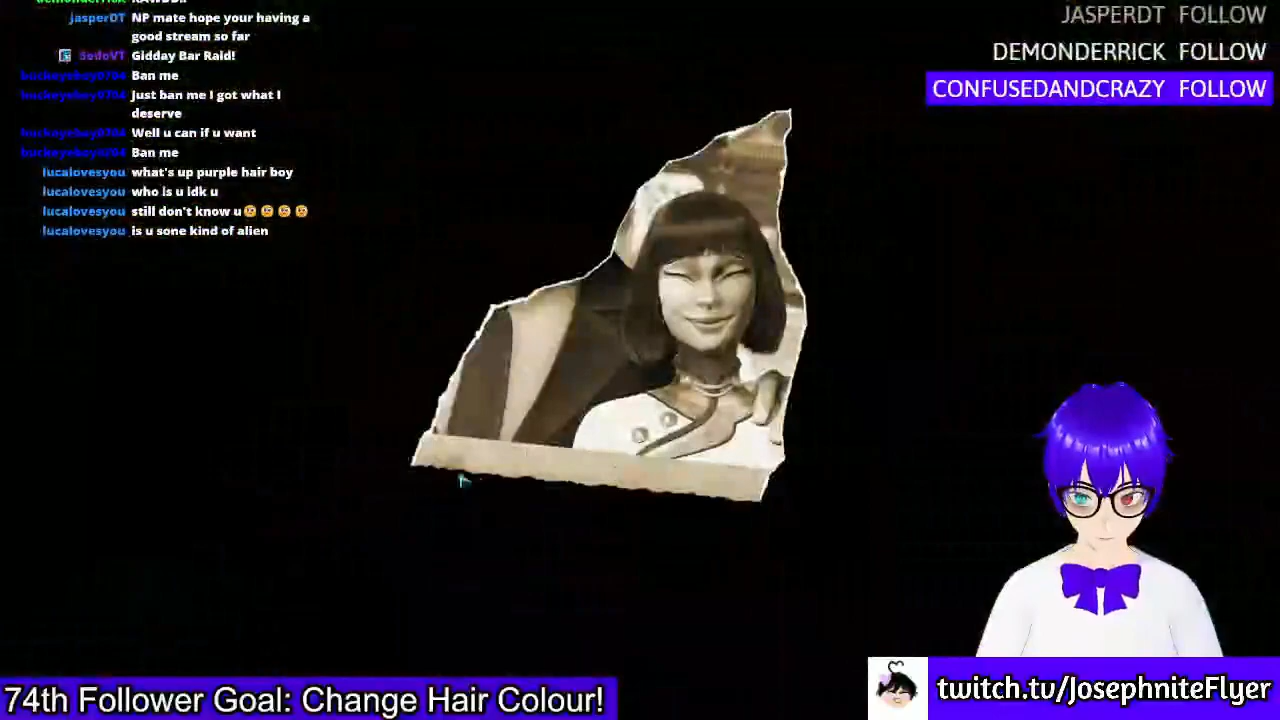 jasperDT NP mate hope your having a
good stream so far
SodoVT Gidday Bar Raid!
Ban me
Just ban me I got what I
deserve
Well u can if u want
Ban me
lucalovesyou what's up purple hair boy
lucalovesyou who is u idk u
lucalovesyou still don't know u
lucalovesyou is u sone kind of alien
JASPERDT FOLLOW
DEMONDERRICK FOLLOW
CONFUSEDANDCRAZY FOLLOW
74th Follower Goal: Change Hair Colour!
twitch.tv/JosephniteFlyer